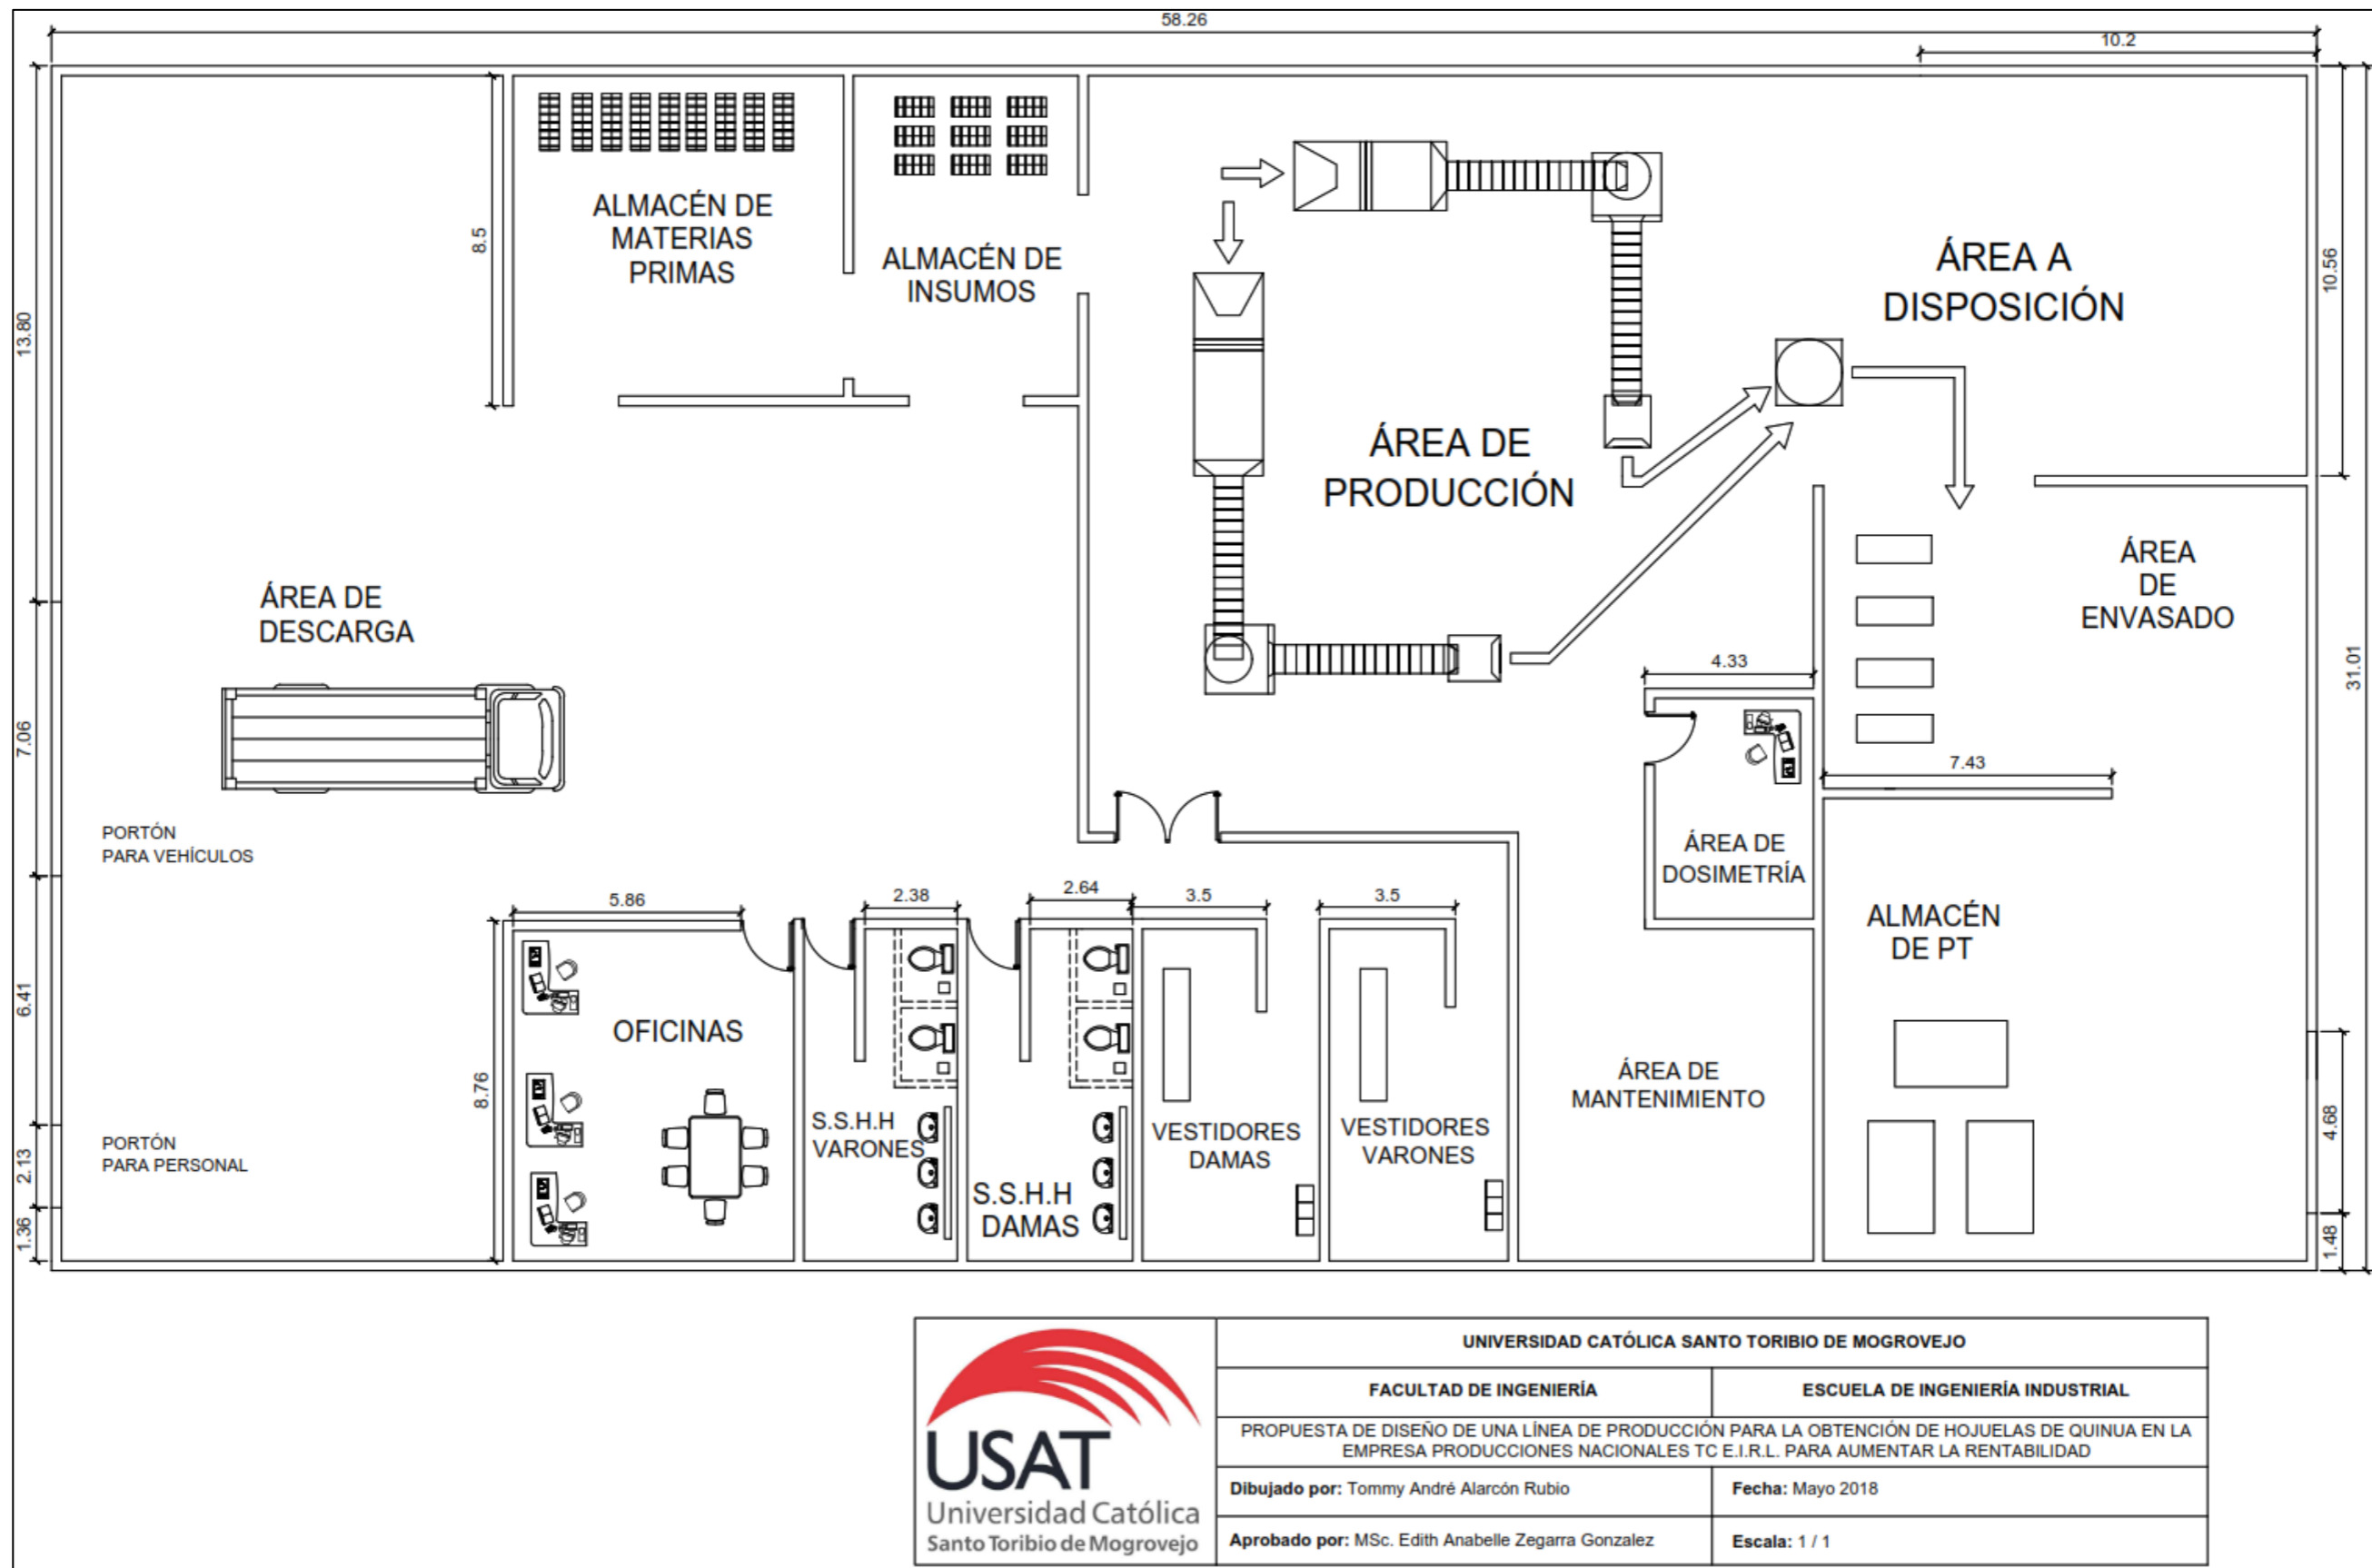 58.26
10.2
13.80
8.5
ALMACÉN DE
MATERIAS
PRIMAS
ALMACÉN DE
INSUMOS
ÁREA A
DISPOSICIÓN
10.56
ÁREA DE
PRODUCCIÓN
ÁREA DE
DESCARGA
ÁREA
DE
ENVASADO
31.01
7.06
4.33
7.43
PORTÓN
PARA VEHÍCULOS
ÁREA DE
DOSIMETRÍA
5.86
2.38
2.64
3.5
3.5
ALMACÉN
DE PT
6.41
8.76
OFICINAS
S.S.H.H
VARONES
S.S.H.H
DAMAS
VESTIDORES
DAMAS
VESTIDORES
VARONES
ÁREA DE
MANTENIMIENTO
4.68
PORTÓN
PARA PERSONAL
2.13
1.36
1.48
USAT
Universidad Católica
Santo Toribio de Mogrovejo
UNIVERSIDAD CATÓLICA SANTO TORIBIO DE MOGROVEJO
FACULTAD DE INGENIERÍA
ESCUELA DE INGENIERÍA INDUSTRIAL
PROPUESTA DE DISEÑO DE UNA LÍNEA DE PRODUCCIÓN PARA LA OBTENCIÓN DE HOJUELAS DE QUINUA EN LA
EMPRESA PRODUCCIONES NACIONALES TC E.I.R.L. PARA AUMENTAR LA RENTABILIDAD
Dibujado por: Tommy André Alarcón Rubio
Fecha: Mayo 2018
Aprobado por: MSc. Edith Anabelle Zegarra Gonzalez
Escala: 1 / 1